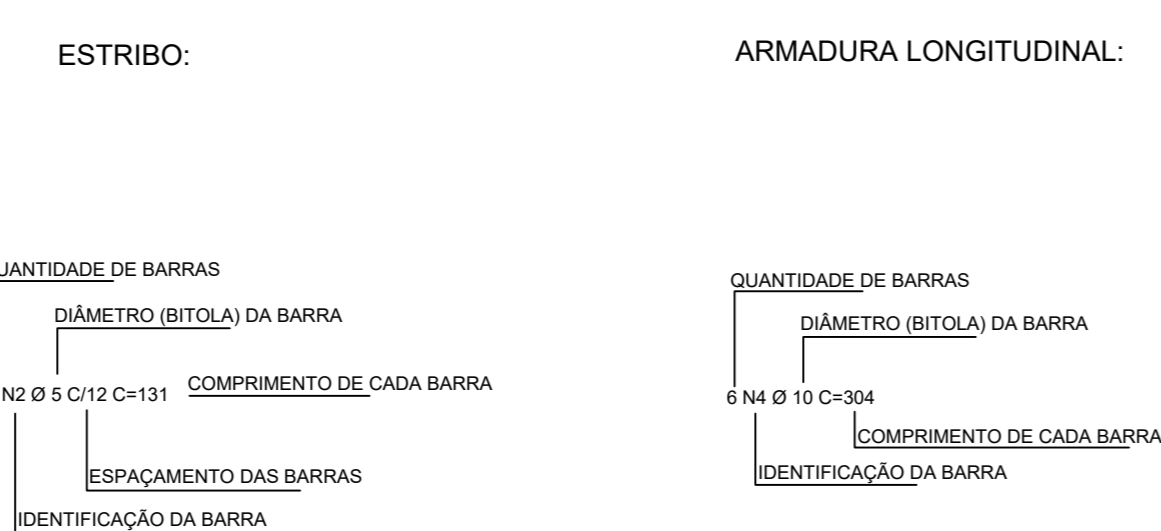 ESTRIBO:
ARMADURA LONGITUDINAL:
UANTIDADE DE BARRAS
DIÂMETRO (BITOLA) DA BARRA
N2 Ø 5 C/12 C=131
COMPRIMENTO DE CADA BARRA
ESPAÇAMENTO DAS BARRAS
IDENTIFICAÇÃO DA BARRA
QUANTIDADE DE BARRAS
DIÂMETRO (BITOLA) DA BARRA
6 N4 Ø 10 C=304
COMPRIMENTO DE CADA BARRA
IDENTIFICAÇÃO DA BARRA